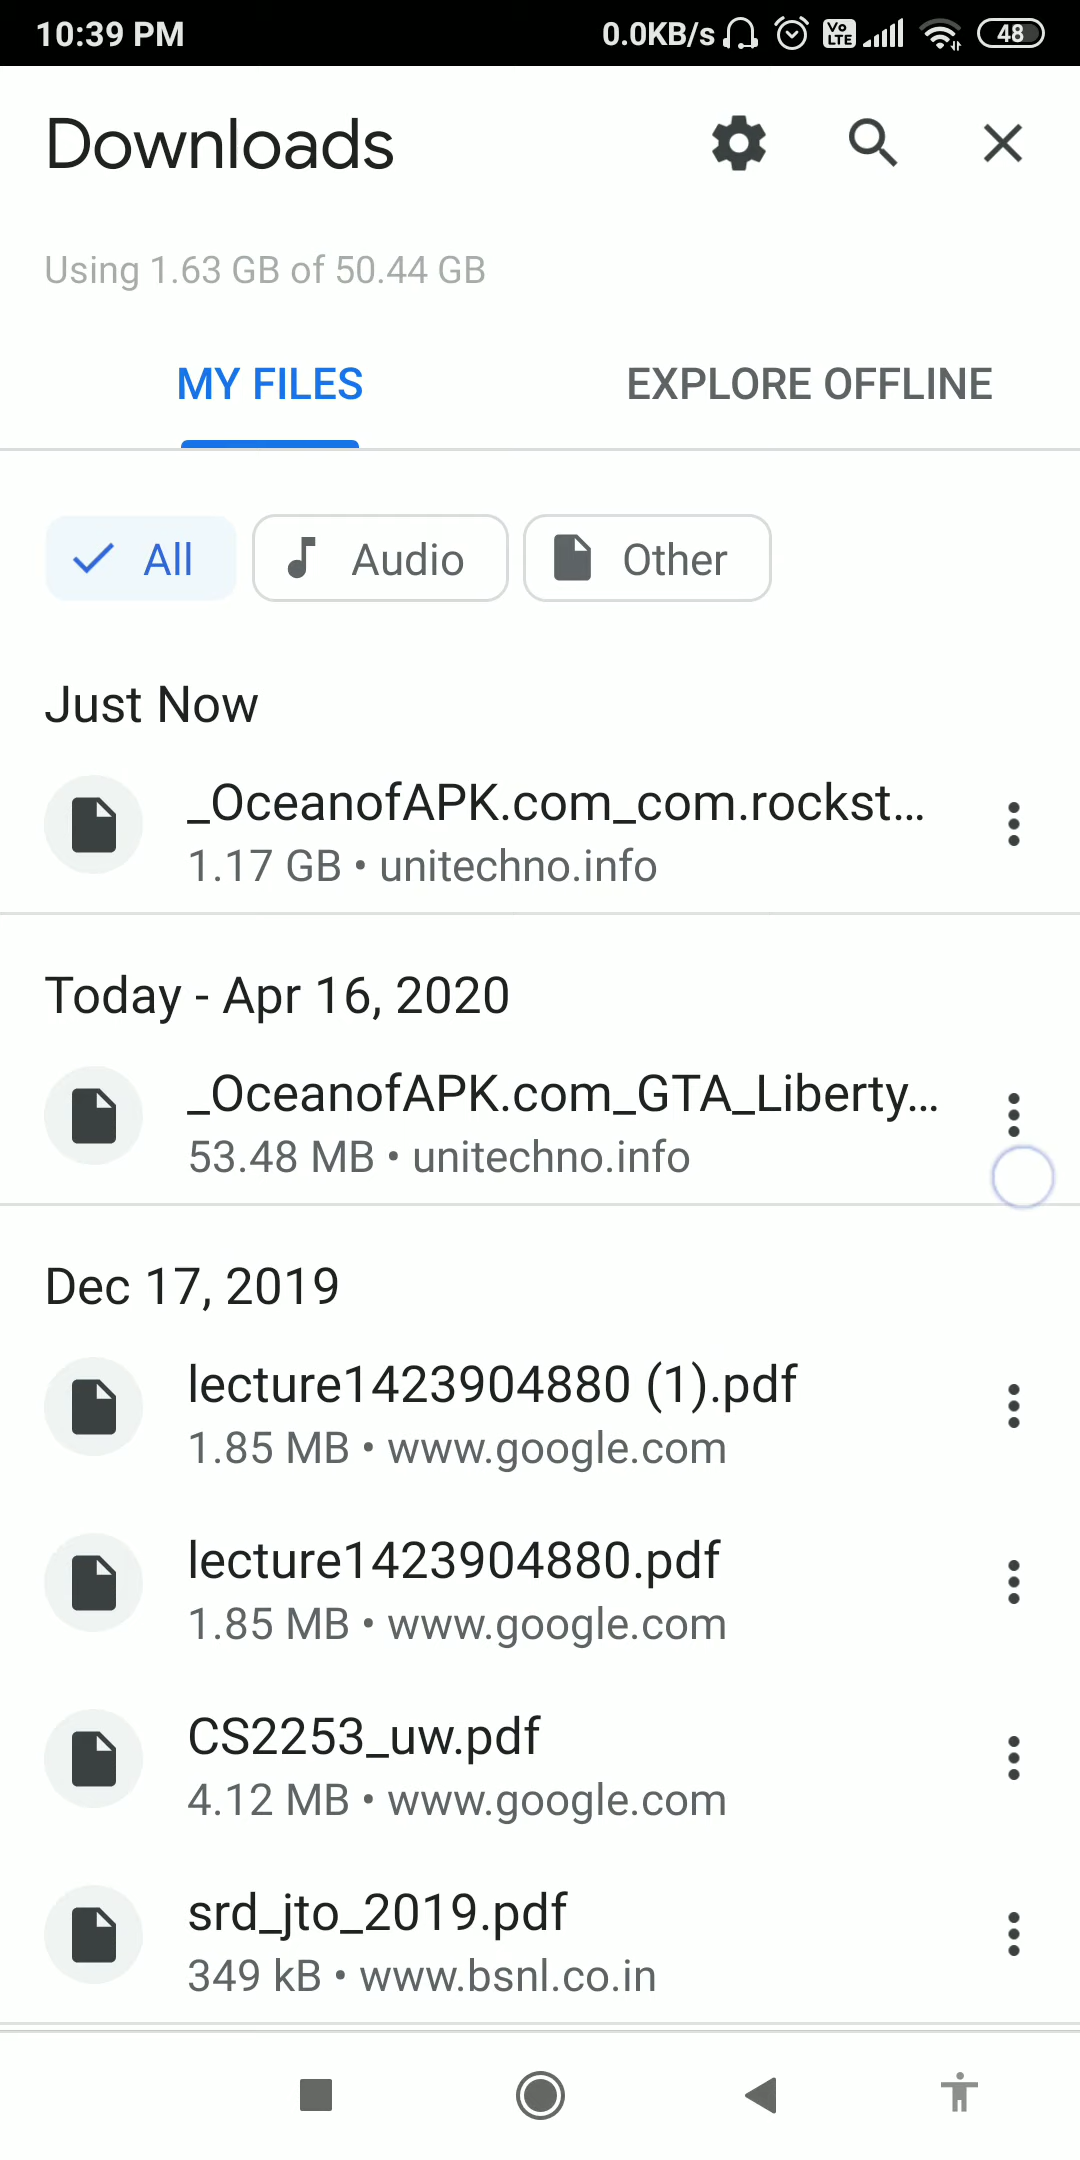 10:39 PM 0.0KB/s Vo LTE 48
Downloads
Using 1.63 GB of 50.44 GB
MY FILES EXPLORE OFFLINE
All Audio Other
Just Now
_OceanofAPK.com_com.rockst...
1.17 GB • unitechno.info
Today - Apr 16, 2020
_OceanofAPK.com_GTA_Liberty...
53.48 MB • unitechno.info
Dec 17, 2019
lecture1423904880 (1).pdf
1.85 MB • www.google.com
lecture1423904880.pdf
1.85 MB • www.google.com
CS2253_uw.pdf
4.12 MB • www.google.com
srd_jto_2019.pdf
349 kB • www.bsnl.co.in